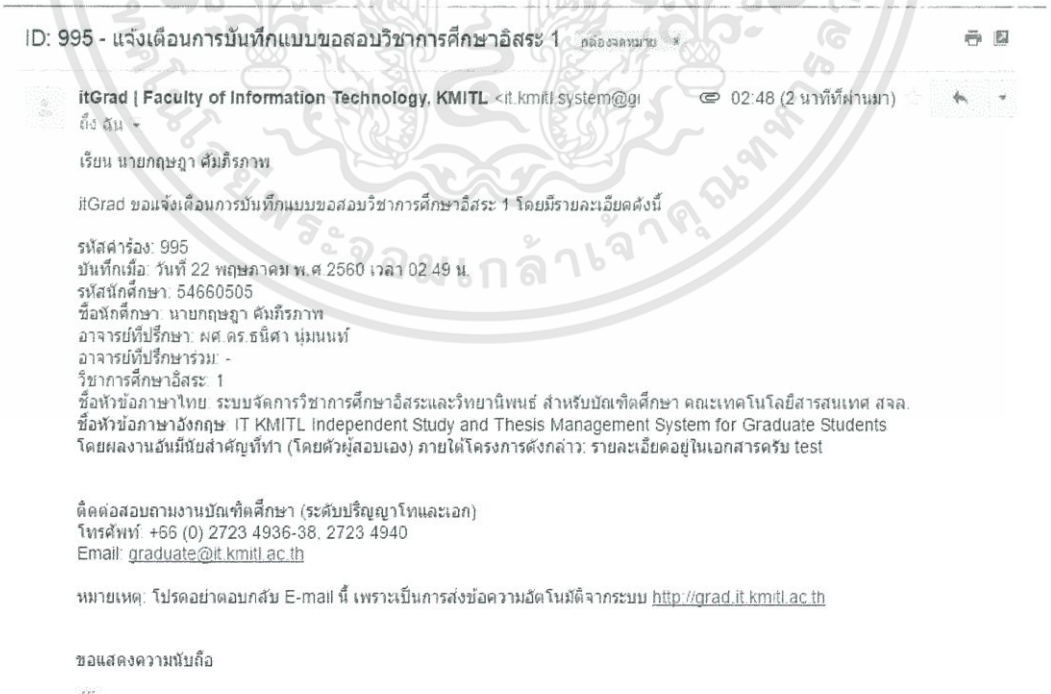 ID: 995 - แจ้งเตือนการบันทึกแบบขอสอบวิชาการศึกษาอิสระ 1 กล่องจดหมาย x
itGrad | Faculty of Information Technology, KMITL <it.kmitl.system@g 02:48 (2 นาทีที่ผ่านมา)
ถึง ฉัน
เรียน นายกฤษฎา คัมภิรภาพ
itGrad ขอแจ้งเตือนการบันทึกแบบขอสอบวิชาการศึกษาอิสระ 1 โดยมีรายละเอียดดังนี้
รหัสคำร้อง: 995
บันทึกเมื่อ: วันที่ 22 พฤษภาคม พ.ศ.2560 เวลา 02:49 น.
รหัสนักศึกษา: 54660505
ชื่อนักศึกษา: นายกฤษฎา คัมภิรภาพ
อาจารย์ที่ปรึกษา: ผศ.ดร.ธนิศา นุ่มนนท์
อาจารย์ที่ปรึกษาร่วม: -
วิชาการศึกษาอิสระ: 1
ชื่อหัวข้อภาษาไทย: ระบบจัดการวิชาการศึกษาอิสระและวิทยานิพนธ์ สำหรับบัณฑิตศึกษา คณะเทคโนโลยีสารสนเทศ สจล.
ชื่อหัวข้อภาษาอังกฤษ: IT KMITL Independent Study and Thesis Management System for Graduate Students
โดยผลงานอันมีนัยสำคัญที่ทำ (โดยตัวผู้สอบเอง) ภายใต้โครงการดังกล่าว: รายละเอียดอยู่ในเอกสารครับ test
ติดต่อสอบถามงานบัณฑิตศึกษา (ระดับปริญญาโทและเอก)
โทรศัพท์: +66 (0) 2723 4936-38, 2723 4940
Email: graduate@it.kmitl.ac.th
หมายเหตุ: โปรดอย่าตอบกลับ E-mail นี้ เพราะเป็นการส่งข้อความอัตโนมัติจากระบบ http://grad.it.kmitl.ac.th
ขอแสดงความนับถือ